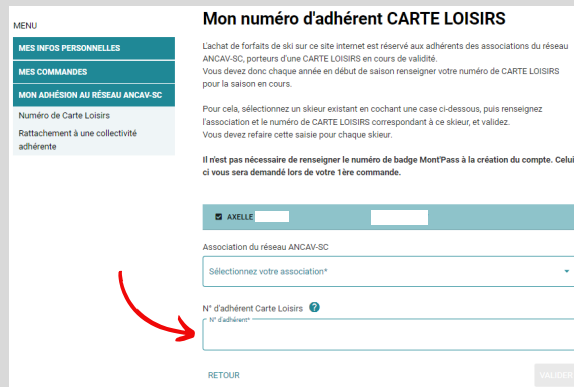 MENU
MES INFOS PERSONNELLES
MES COMMANDES
MON ADHÉSION AU RÉSEAU ANCAV-SC
Numéro de Carte Loisirs
Rattachement à une collectivité
adhérente
Mon numéro d'adhérent CARTE LOISIRS
L'achat de forfaits de ski sur ce site internet est réservé aux adhérents des associations du réseau
ANCAV-SC, porteurs d'une CARTE LOISIRS en cours de validité.
Vous devez donc chaque année en début de saison renseigner votre numéro de CARTE LOISIRS
pour la saison en cours.
Pour cela, sélectionnez un skieur existant en cochant une case ci-dessous, puis renseignez
l'association et le numéro de CARTE LOISIRS correspondant à ce skieur, et validez.
Vous devez refaire cette saisie pour chaque skieur.
Il n'est pas nécessaire de renseigner le numéro de badge Mont'Pass à la création du compte. Celui
ci vous sera demandé lors de votre 1ère commande.
AXELLE
Association du réseau ANCAV-SC
Sélectionnez votre association*
N° d'adhérent Carte Loisirs ?
N° d'adhérent*
RETOUR
VALIDER